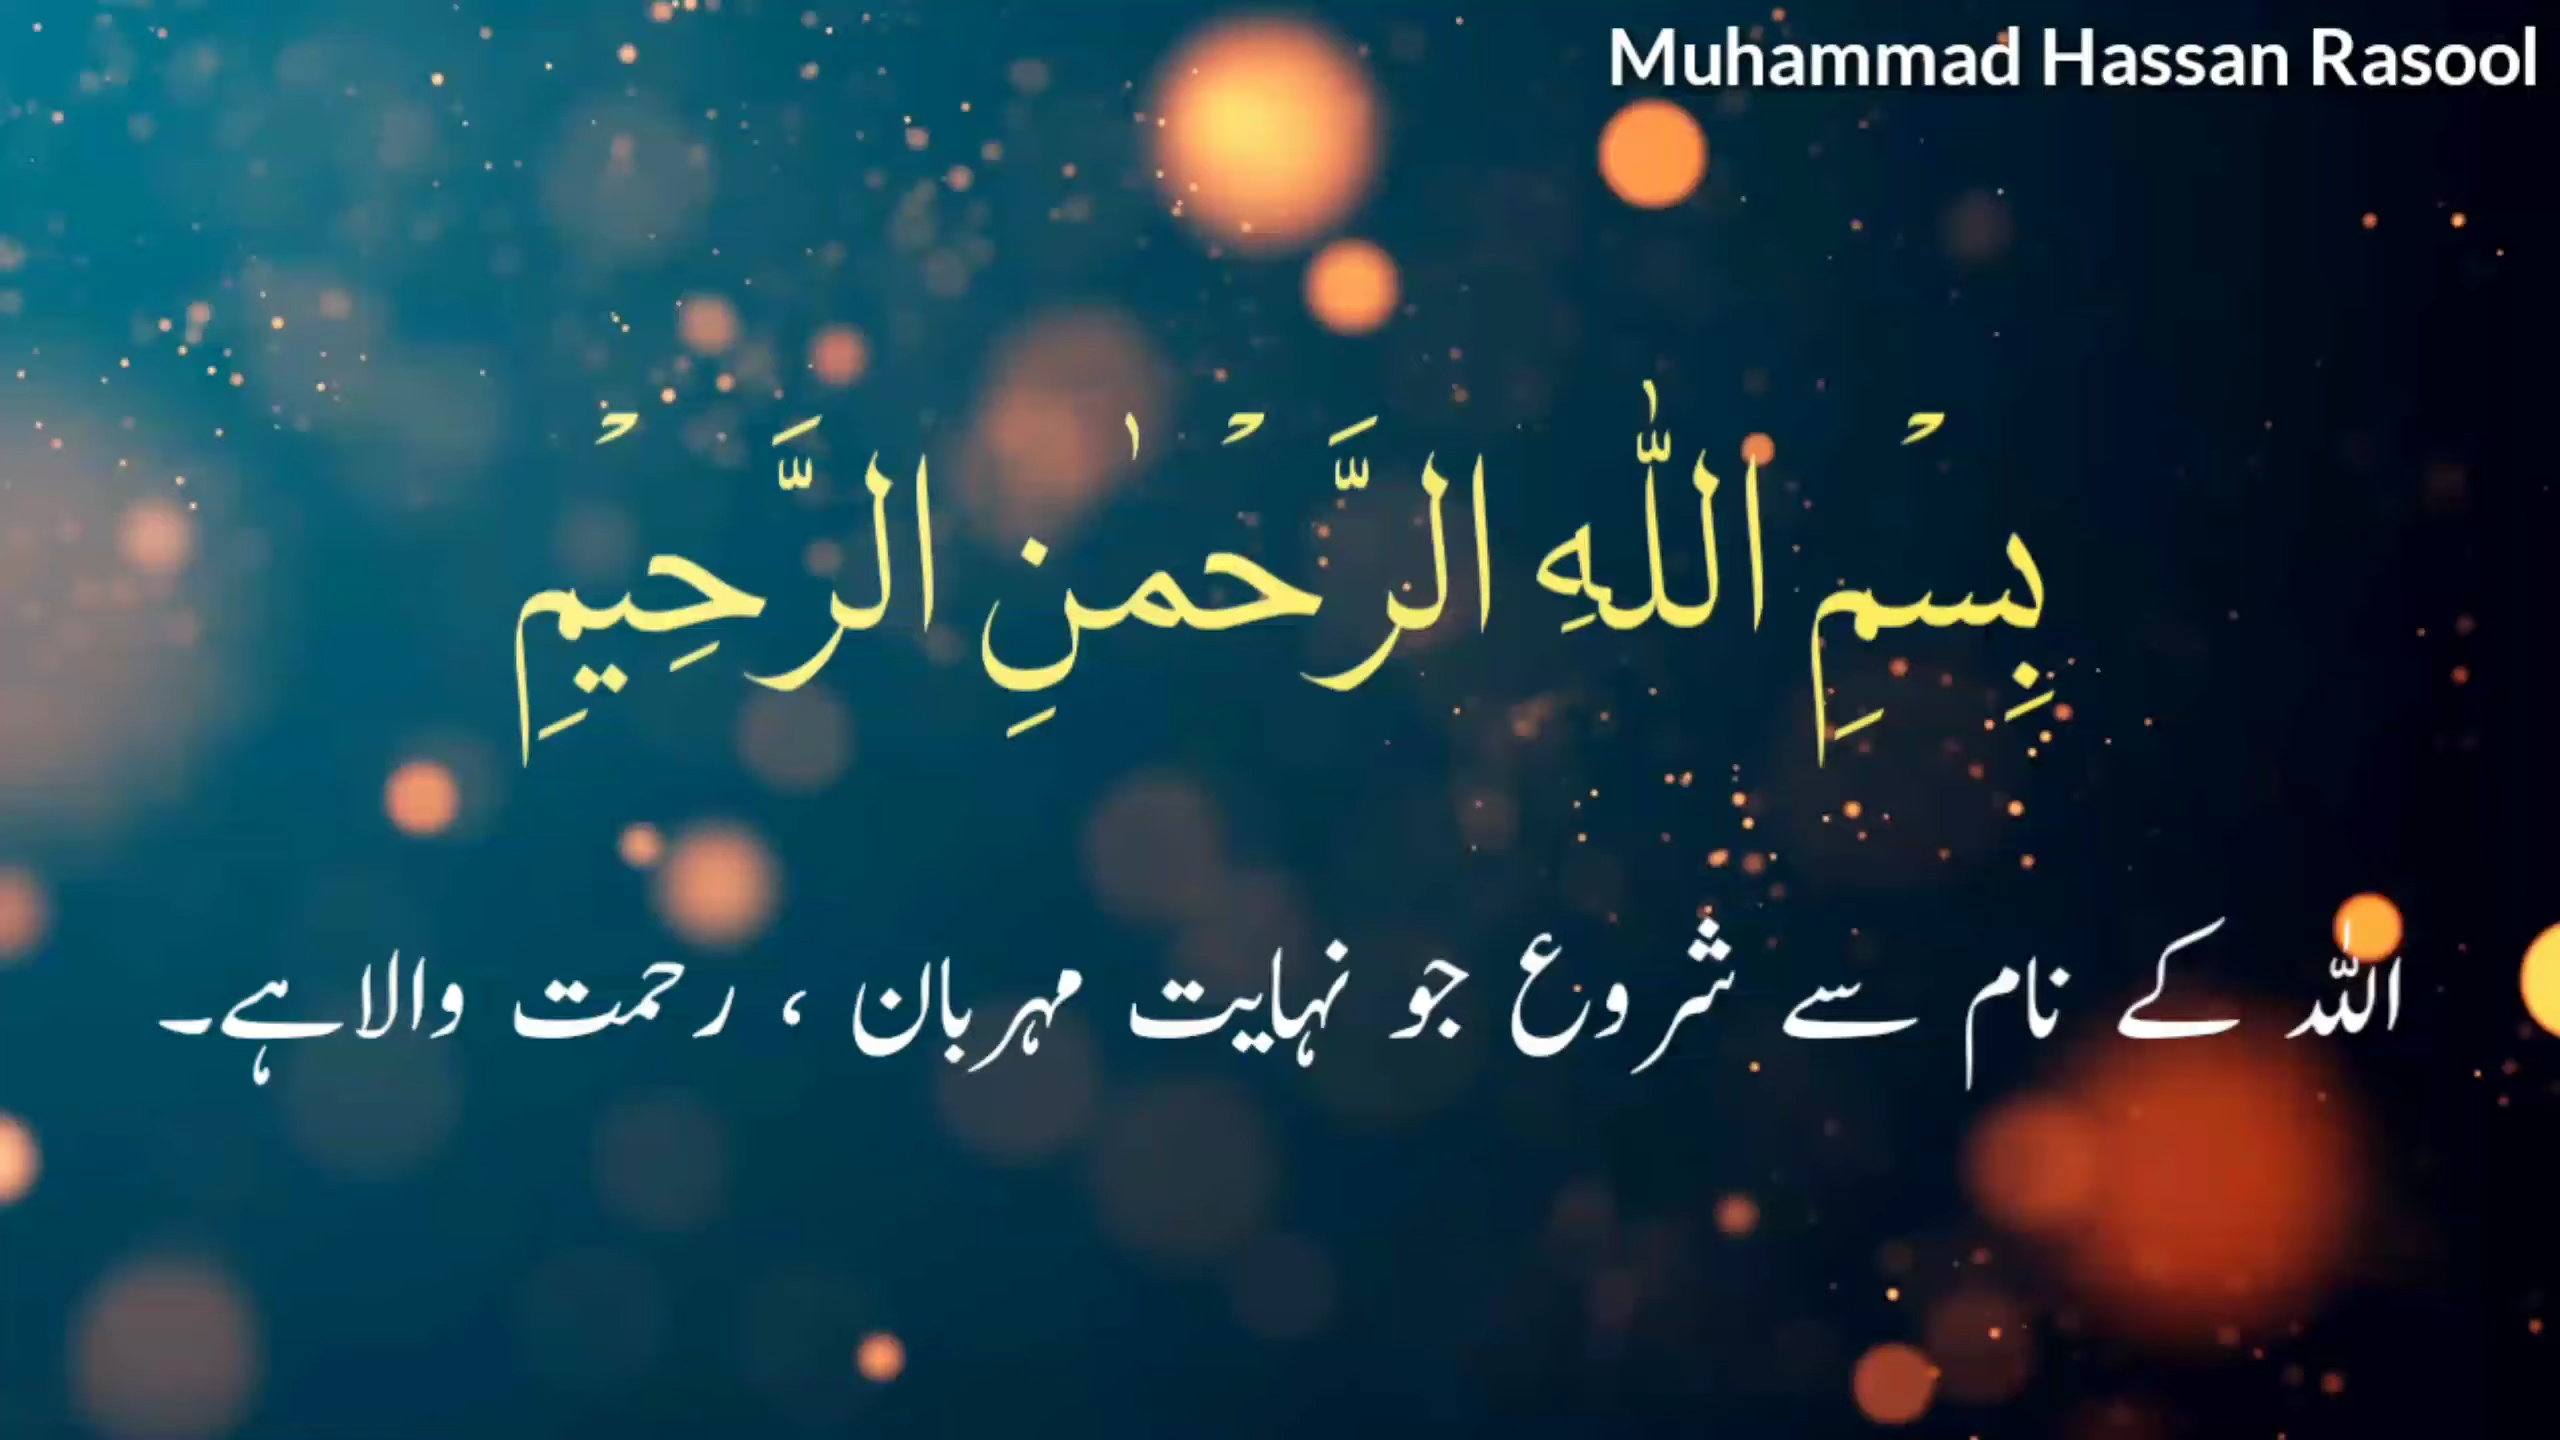 Muhammad Hassan Rasool
بِسْمِ اللّٰهِ الرَّحْمٰنِ الرَّحِيْمِ
اللہ کے نام سے شروع جو نہایت مہربان ، رحمت والا ہے۔